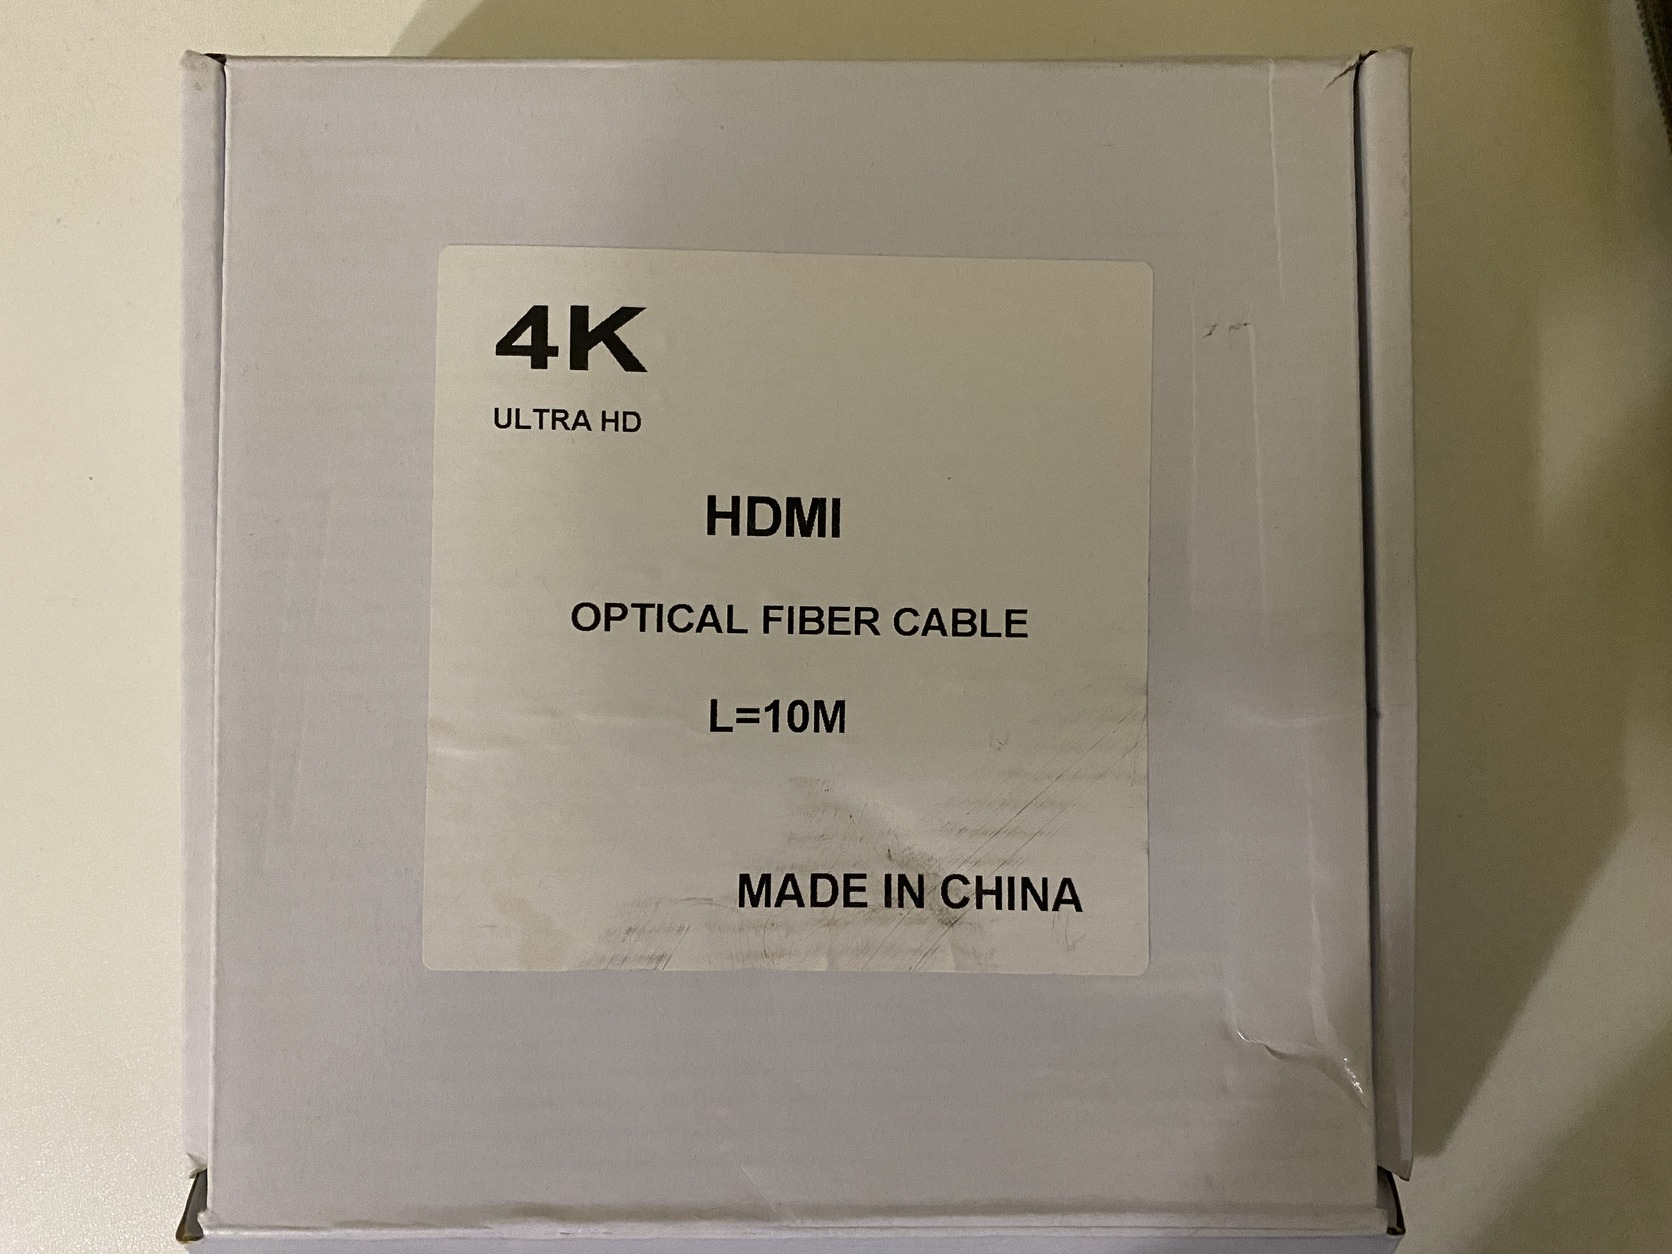 4K
ULTRA HD
HDMI
OPTICAL FIBER CABLE
L=10M
MADE IN CHINA